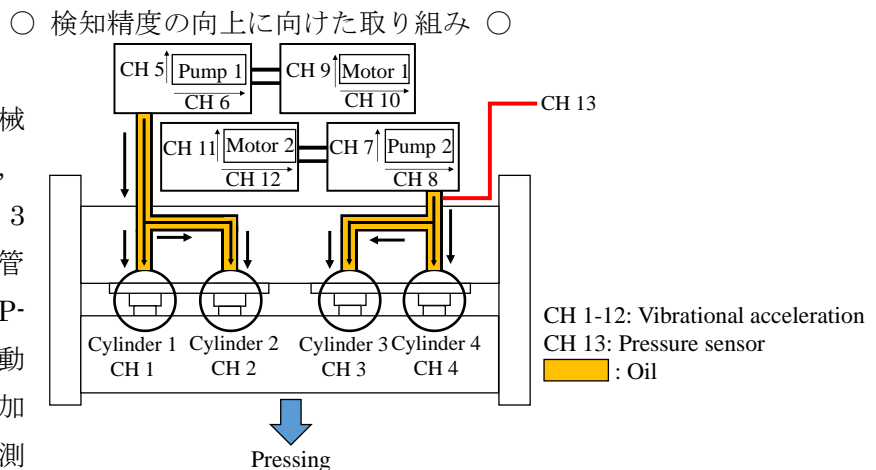 ○ 検知精度の向上に向けた取り組み ○
械
，
3
管
P-
動
加
測
CH 5 Pump 1
CH 6
CH 9 Motor 1
CH 10
CH 13
CH 11 Motor 2
CH 12
CH 7 Pump 2
CH 8
Cylinder 1
CH 1
Cylinder 2
CH 2
Cylinder 3
CH 3
Cylinder 4
CH 4
CH 1-12: Vibrational acceleration
CH 13: Pressure sensor
: Oil
Pressing